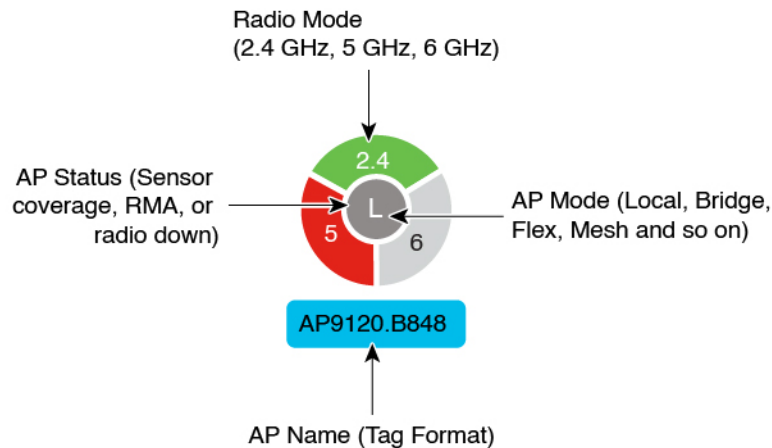 Radio Mode
(2.4 GHz, 5 GHz, 6 GHz)
2.4
AP Status (Sensor
coverage, RMA, or
radio down)
L
5
6
AP Mode (Local, Bridge,
Flex, Mesh and so on)
AP9120.B848
AP Name (Tag Format)